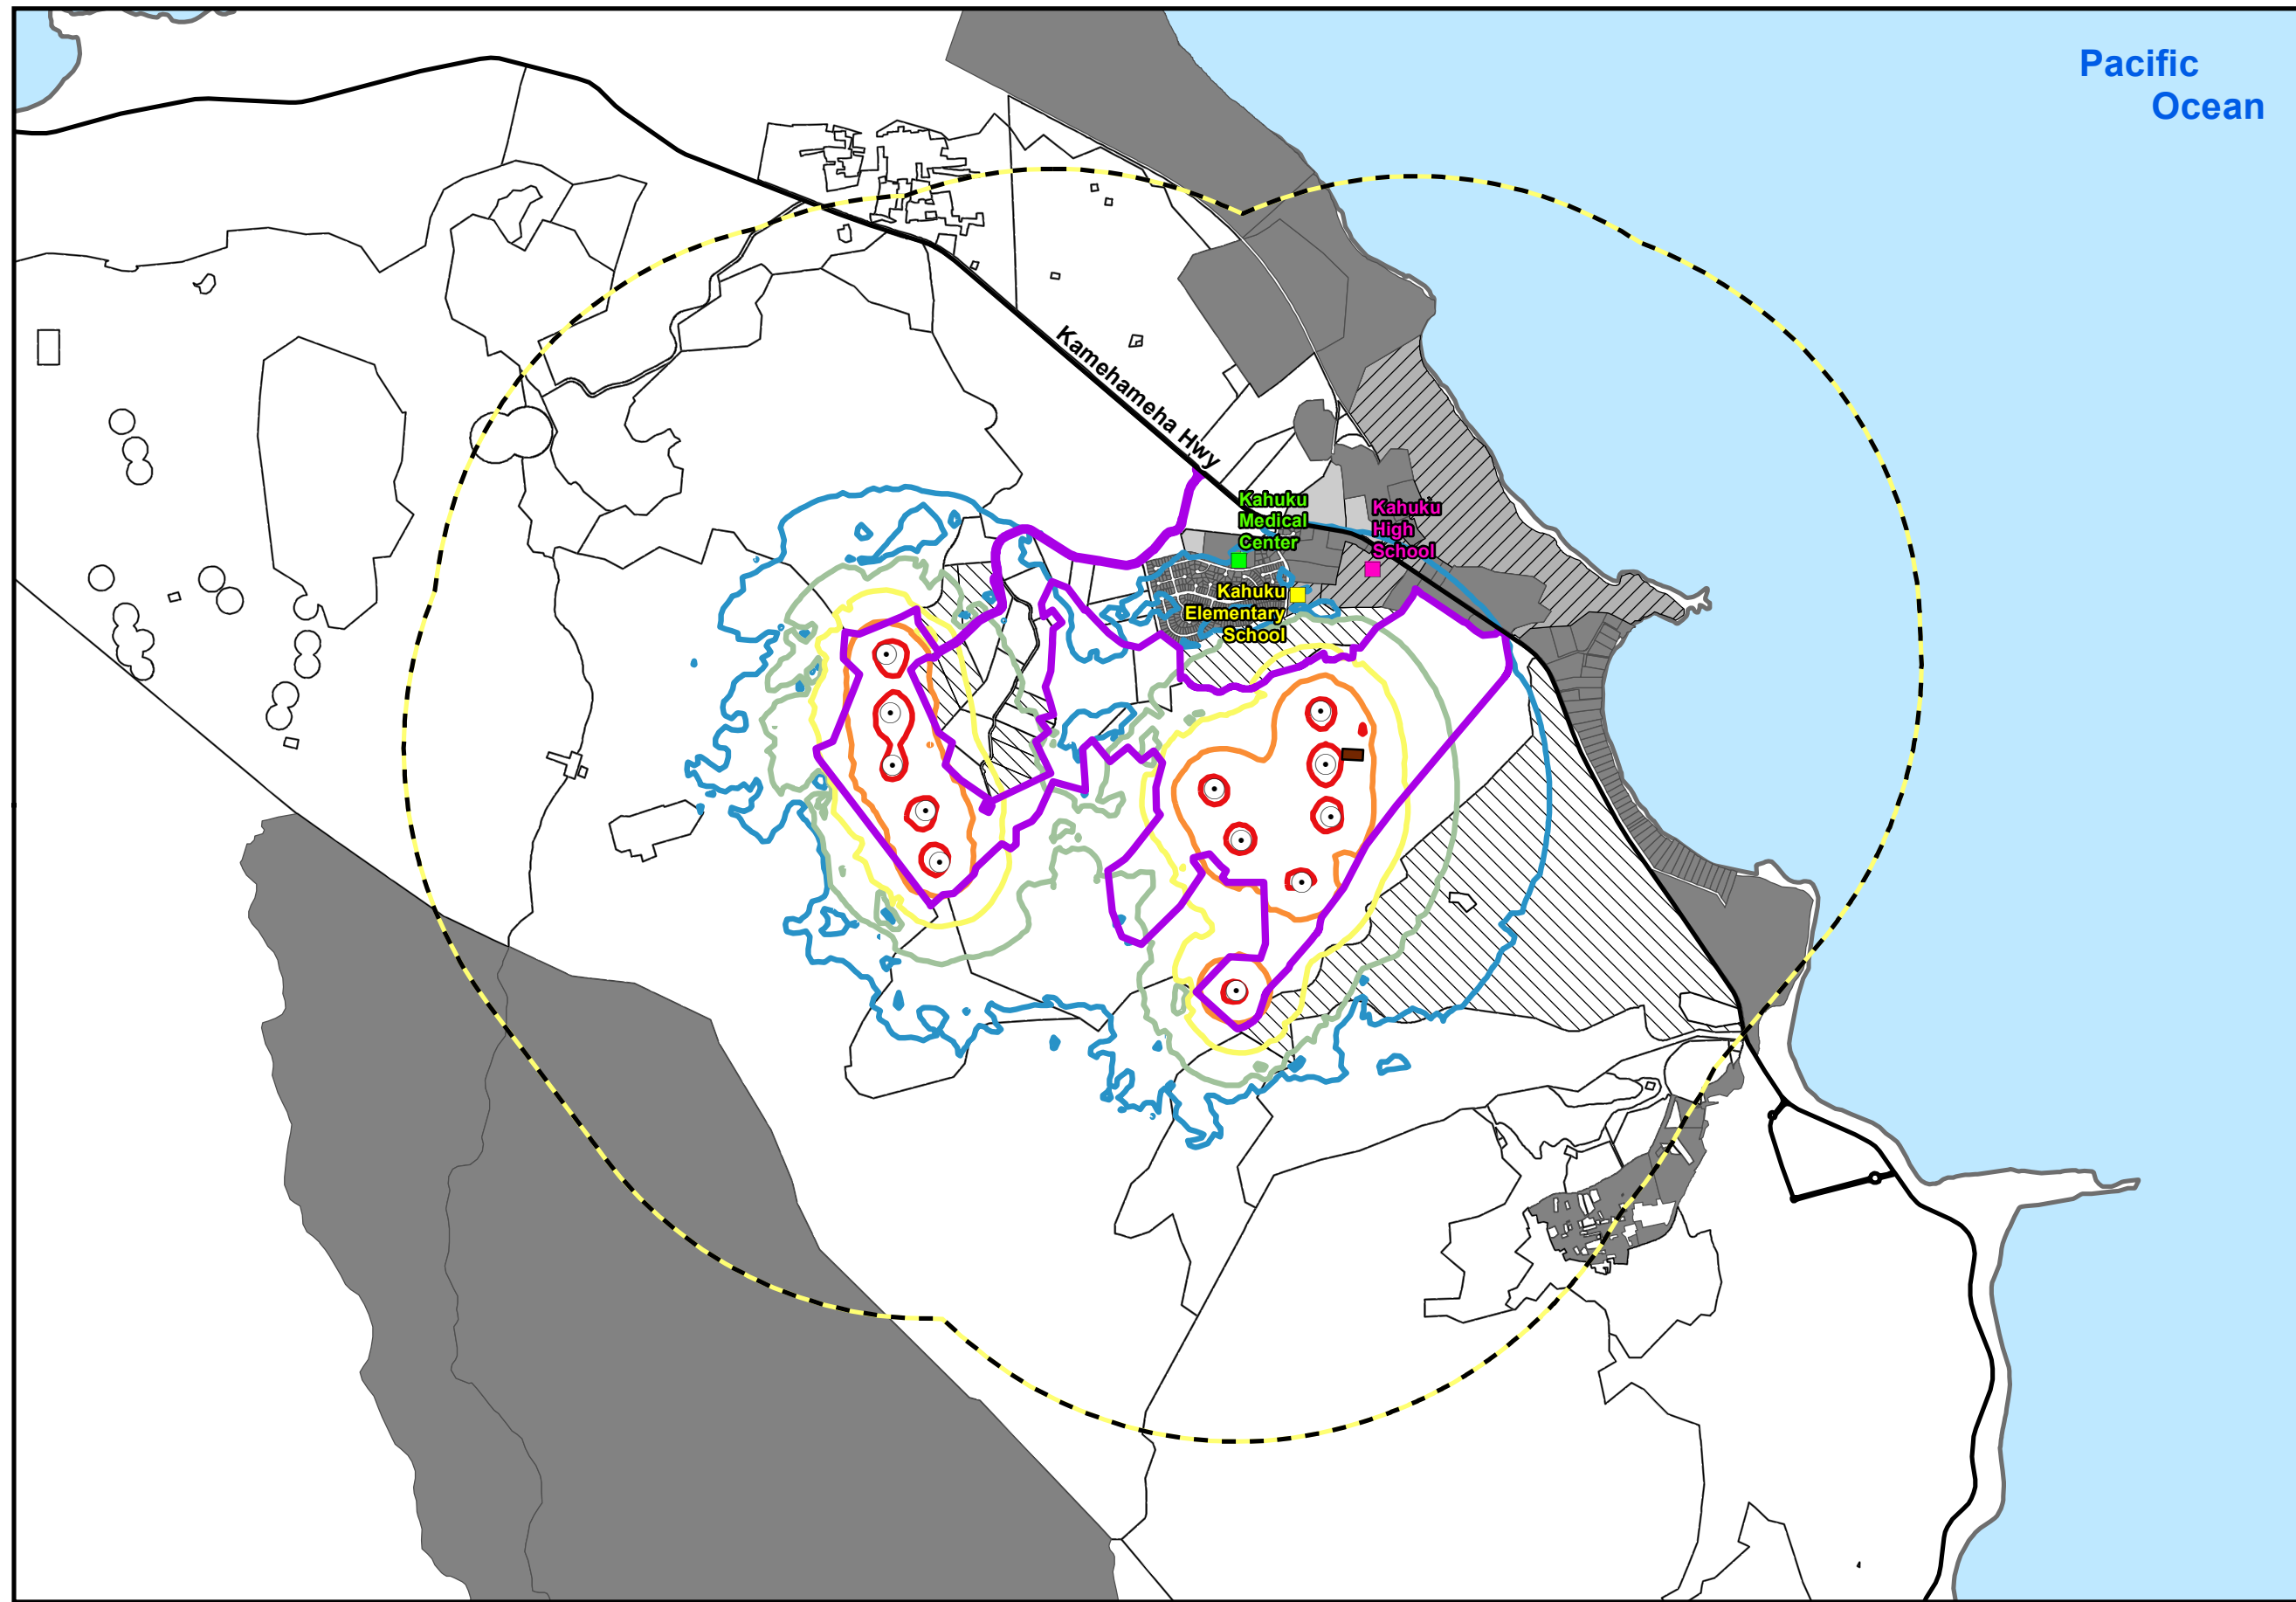 Pacific
Ocean
Kamehameha Hwy
Kahuku
Medical
Center
Kahuku
High
School
Kahuku
Elementary
School